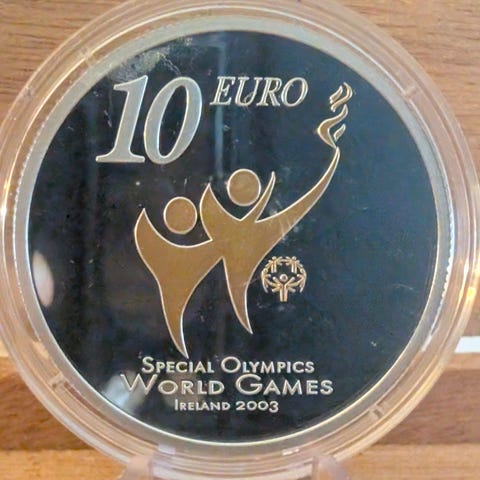 10 EURO
SPECIAL OLYMPICS
WORLD GAMES
IRELAND 2003